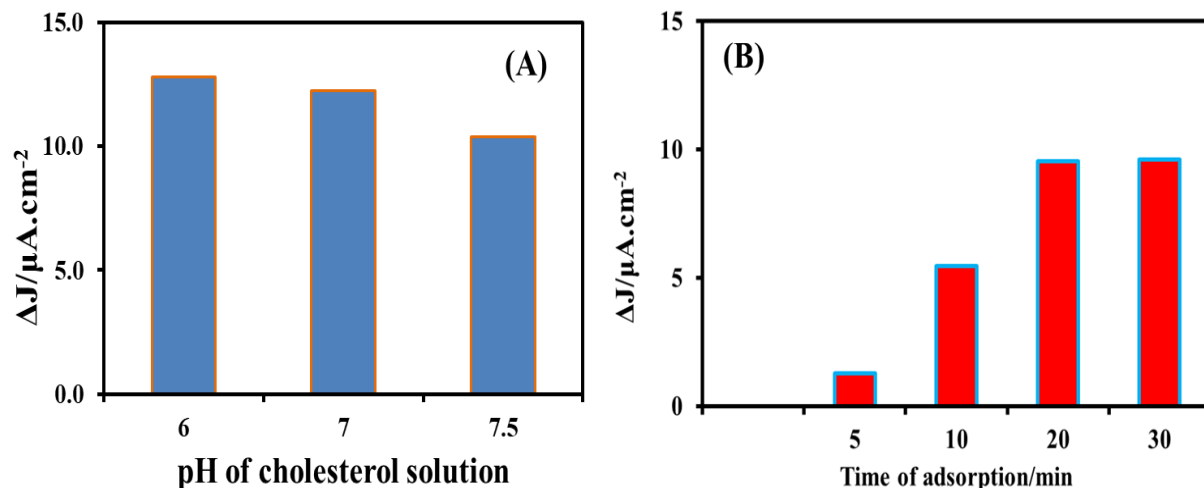 (A)
ΔJ/μA.cm⁻²
15.0
10.0
5.0
0.0
6 7 7.5
pH of cholesterol solution
(B)
ΔJ/μA.cm⁻²
15
10
5
0
5 10 20 30
Time of adsorption/min